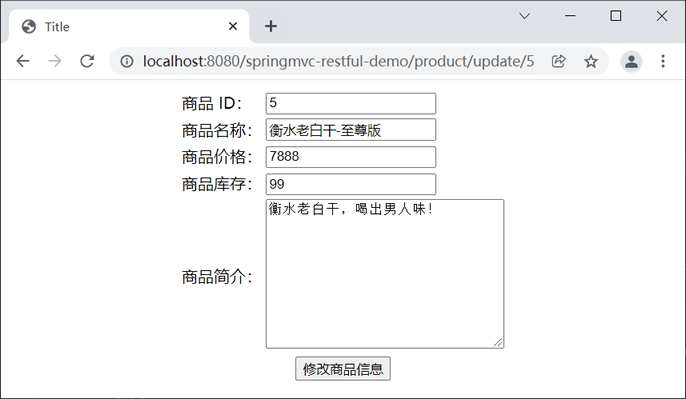 Title
localhost:8080/springmvc-restful-demo/product/update/5
商品 ID： 5
商品名称： 衡水老白干-至尊版
商品价格： 7888
商品库存： 99
商品简介： 衡水老白干，喝出男人味！
修改商品信息